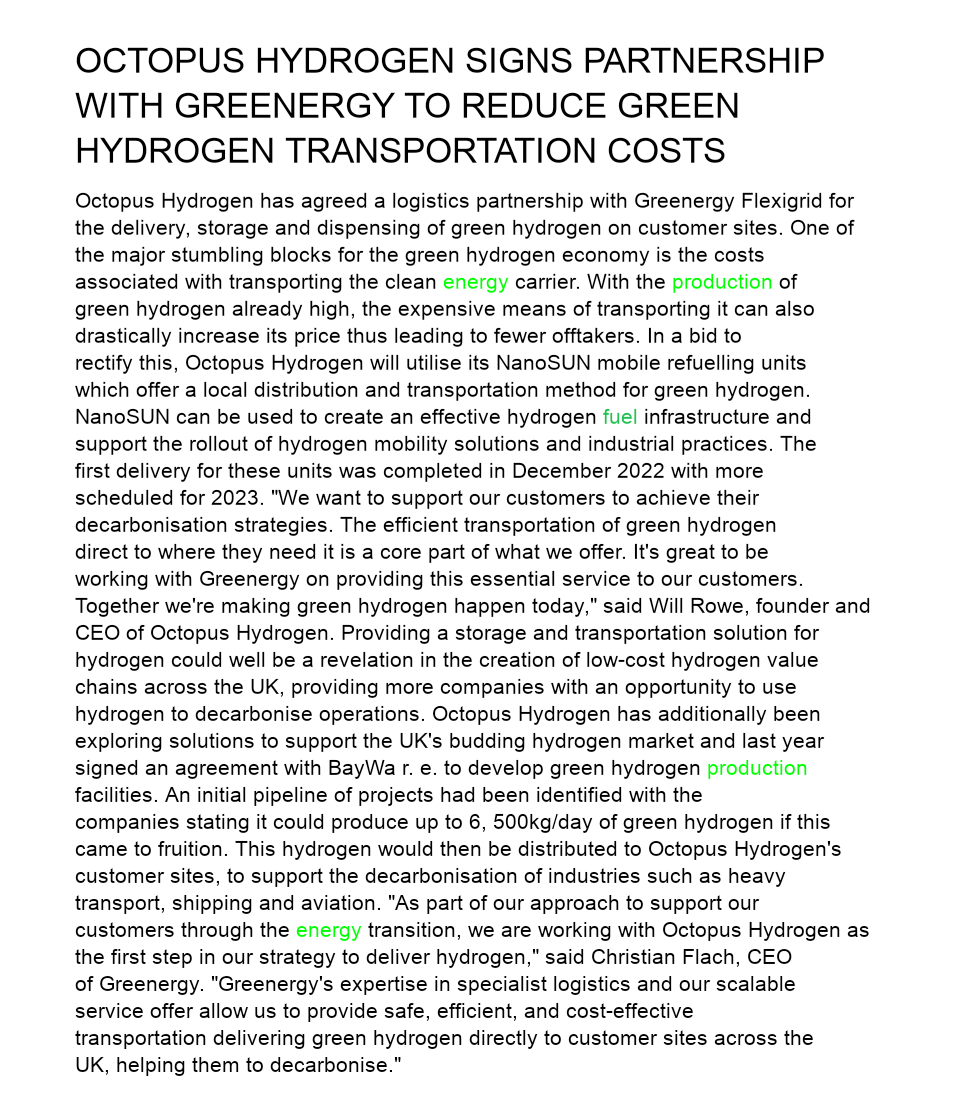 OCTOPUS HYDROGEN SIGNS PARTNERSHIP
WITH GREENERGY TO REDUCE GREEN
HYDROGEN TRANSPORTATION COSTS
Octopus Hydrogen has agreed a logistics partnership with Greenergy Flexigrid for
the delivery, storage and dispensing of green hydrogen on customer sites. One of
the major stumbling blocks for the green hydrogen economy is the costs
associated with transporting the clean energy carrier. With the production of
green hydrogen already high, the expensive means of transporting it can also
drastically increase its price thus leading to fewer offtakers. In a bid to
rectify this, Octopus Hydrogen will utilise its NanoSUN mobile refuelling units
which offer a local distribution and transportation method for green hydrogen.
NanoSUN can be used to create an effective hydrogen fuel infrastructure and
support the rollout of hydrogen mobility solutions and industrial practices. The
first delivery for these units was completed in December 2022 with more
scheduled for 2023. "We want to support our customers to achieve their
decarbonisation strategies. The efficient transportation of green hydrogen
direct to where they need it is a core part of what we offer. It's great to be
working with Greenergy on providing this essential service to our customers.
Together we're making green hydrogen happen today," said Will Rowe, founder and
CEO of Octopus Hydrogen. Providing a storage and transportation solution for
hydrogen could well be a revelation in the creation of low-cost hydrogen value
chains across the UK, providing more companies with an opportunity to use
hydrogen to decarbonise operations. Octopus Hydrogen has additionally been
exploring solutions to support the UK's budding hydrogen market and last year
signed an agreement with BayWa r. e. to develop green hydrogen production
facilities. An initial pipeline of projects had been identified with the
companies stating it could produce up to 6, 500kg/day of green hydrogen if this
came to fruition. This hydrogen would then be distributed to Octopus Hydrogen's
customer sites, to support the decarbonisation of industries such as heavy
transport, shipping and aviation. "As part of our approach to support our
customers through the energy transition, we are working with Octopus Hydrogen as
the first step in our strategy to deliver hydrogen," said Christian Flach, CEO
of Greenergy. "Greenergy's expertise in specialist logistics and our scalable
service offer allow us to provide safe, efficient, and cost-effective
transportation delivering green hydrogen directly to customer sites across the
UK, helping them to decarbonise."